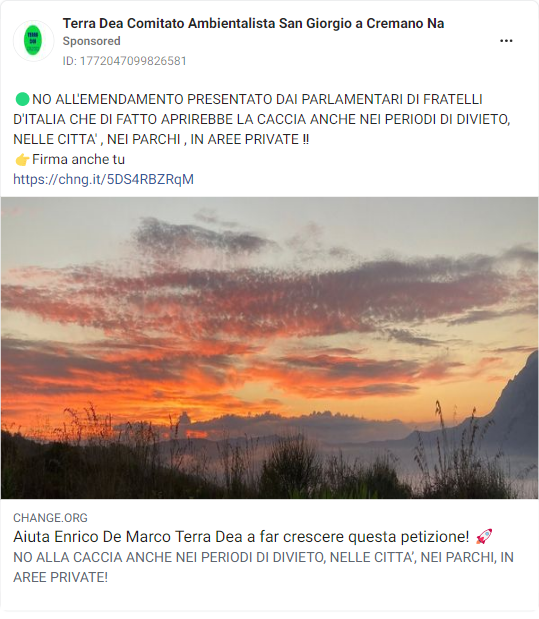 Terra Dea Comitato Ambientalista San Giorgio a Cremano Na
Sponsored
ID: 1772047099826581
🟢NO ALL'EMENDAMENTO PRESENTATO DAI PARLAMENTARI DI FRATELLI
D'ITALIA CHE DI FATTO APRIREBBE LA CACCIA ANCHE NEI PERIODI DI DIVIETO,
NELLE CITTA' , NEI PARCHI , IN AREE PRIVATE ‼
👉Firma anche tu
https://chng.it/5DS4RBZRqM
CHANGE.ORG
Aiuta Enrico De Marco Terra Dea a far crescere questa petizione! 🚀
NO ALLA CACCIA ANCHE NEI PERIODI DI DIVIETO, NELLE CITTA’, NEI PARCHI, IN
AREE PRIVATE!